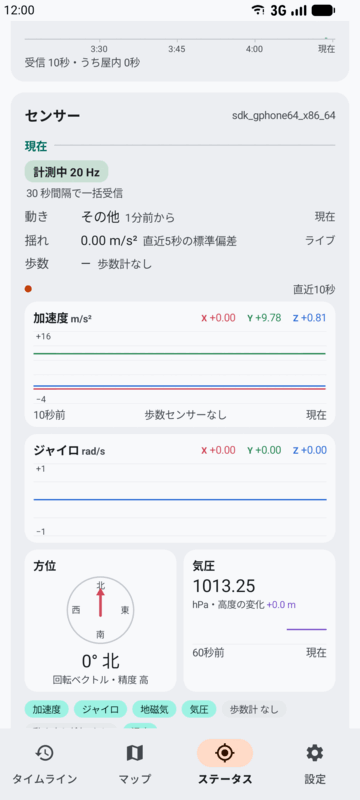 12:00 3G
3:30 3:45 4:00 現在
受信 10秒・うち屋内 0秒
センサー sdk_gphone64_x86_64
現在
計測中 20 Hz
30 秒間隔で一括受信
動き その他 1分前から 現在
揺れ 0.00 m/s² 直近5秒の標準偏差 ライブ
歩数 — 歩数計なし
直近10秒
加速度 m/s² X +0.00 Y +9.78 Z +0.81
+16
−4
10秒前 歩数センサーなし 現在
ジャイロ rad/s X +0.00 Y +0.00 Z +0.00
+1
−1
方位
北
西 東
南
0° 北
回転ベクトル・精度 高
気圧
1013.25
hPa・高度の変化 +0.0 m
60秒前 現在
加速度 ジャイロ 地磁気 気圧 歩数計 なし
タイムライン マップ ステータス 設定